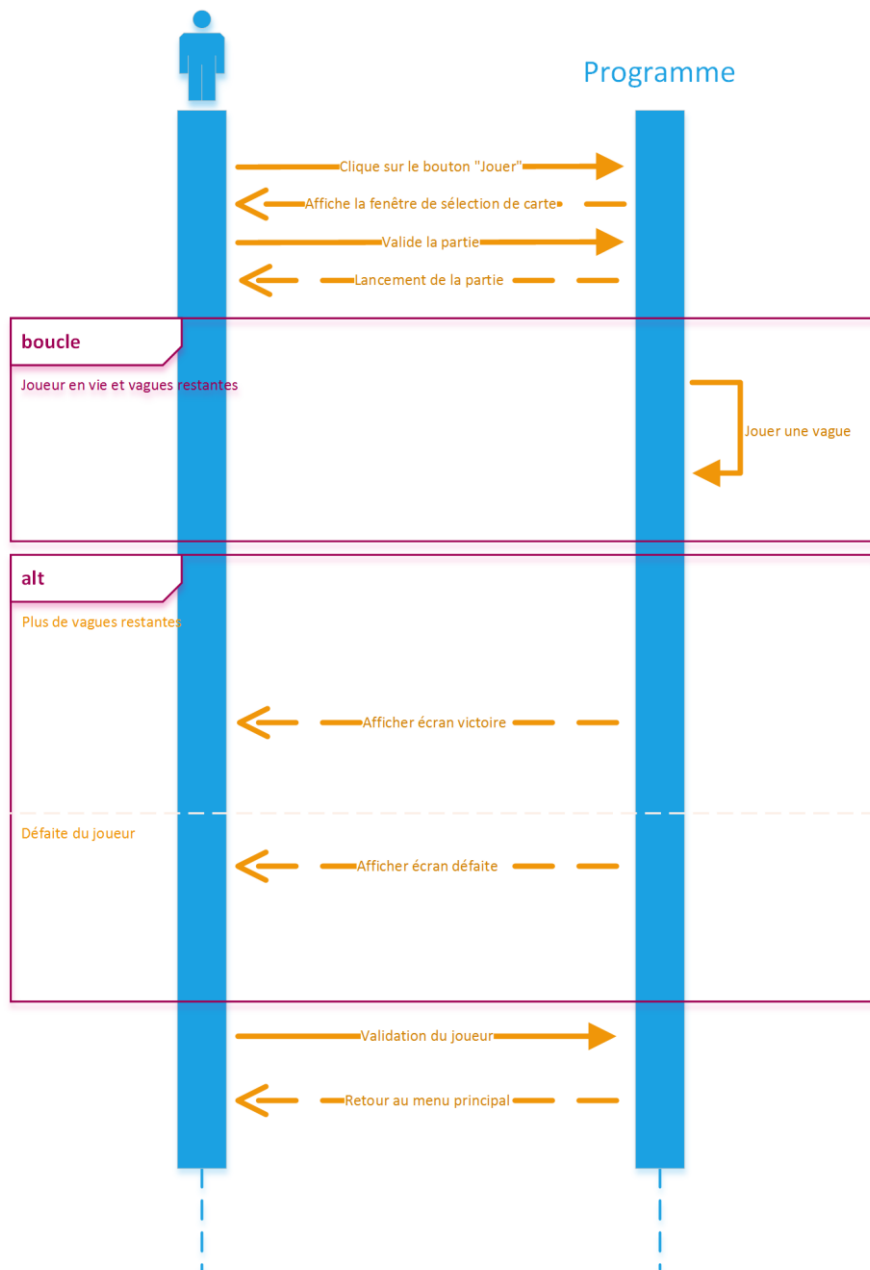 Programme
Clique sur le bouton "Jouer"
Affiche la fenêtre de sélection de carte
Valide la partie
Lancement de la partie
boucle
Joueur en vie et vagues restantes
Jouer une vague
alt
Plus de vagues restantes
Afficher écran victoire
Défaite du joueur
Afficher écran défaite
Validation du joueur
Retour au menu principal